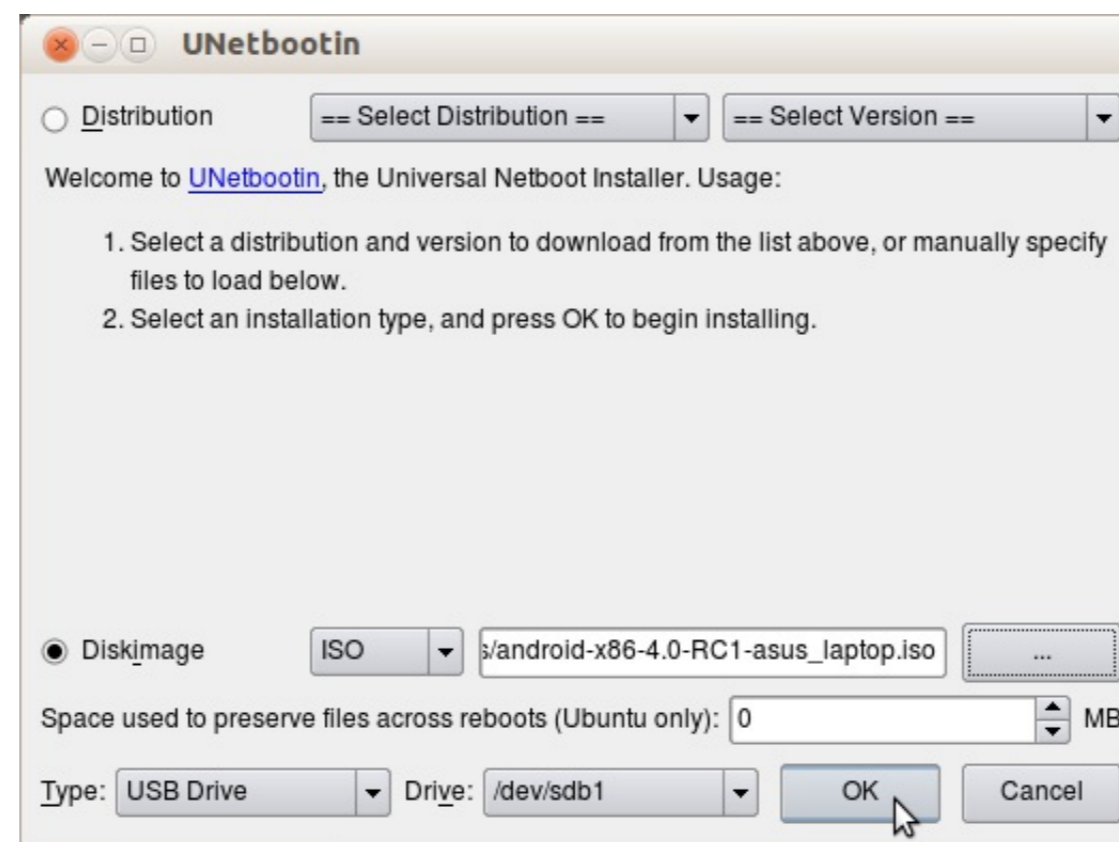 UNetbootin
Distribution == Select Distribution == == Select Version ==
Welcome to UNetbootin, the Universal Netboot Installer. Usage:
1. Select a distribution and version to download from the list above, or manually specify
files to load below.
2. Select an installation type, and press OK to begin installing.
Diskimage ISO s/android-x86-4.0-RC1-asus_laptop.iso ...
Space used to preserve files across reboots (Ubuntu only): 0 MB
Type: USB Drive Drive: /dev/sdb1 OK Cancel